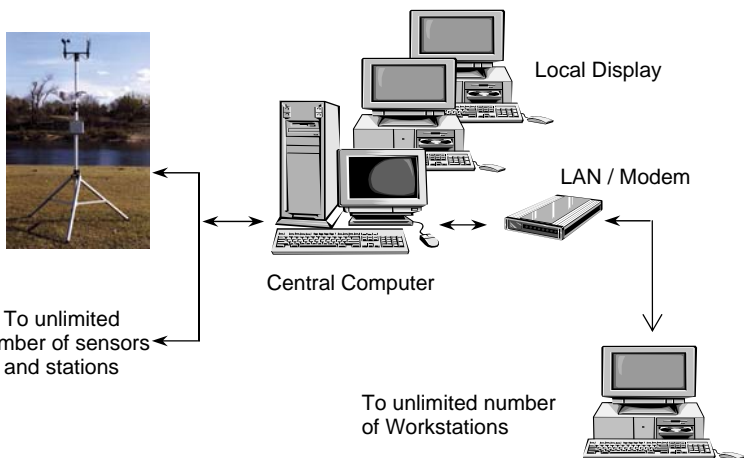 Local Display
LAN / Modem
Central Computer
To unlimited
of sensors
and stations
To unlimited number
of Workstations